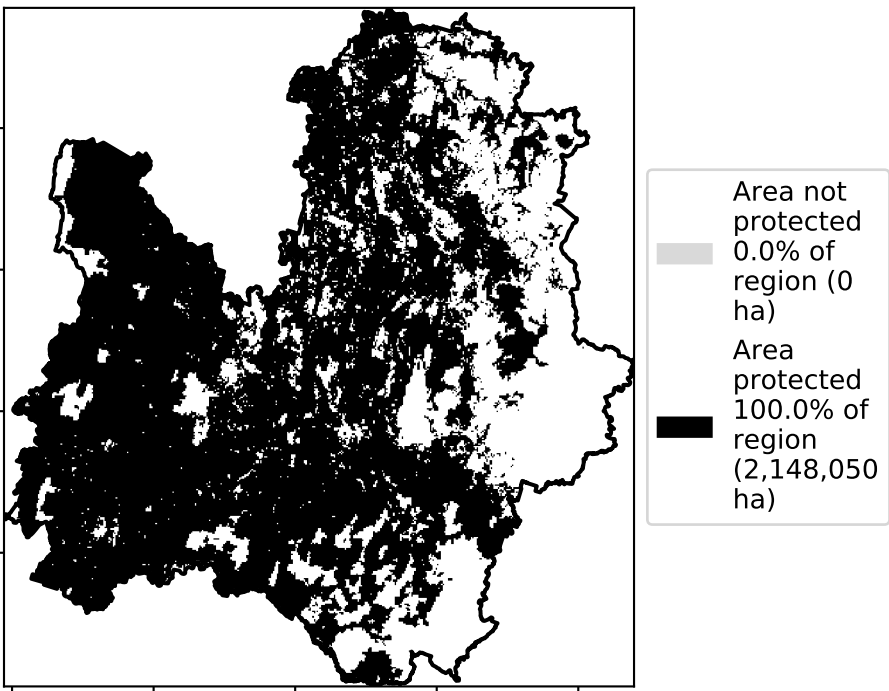 Area not
protected
0.0% of
region (0
ha)
Area
protected
100.0% of
region
(2,148,050
ha)